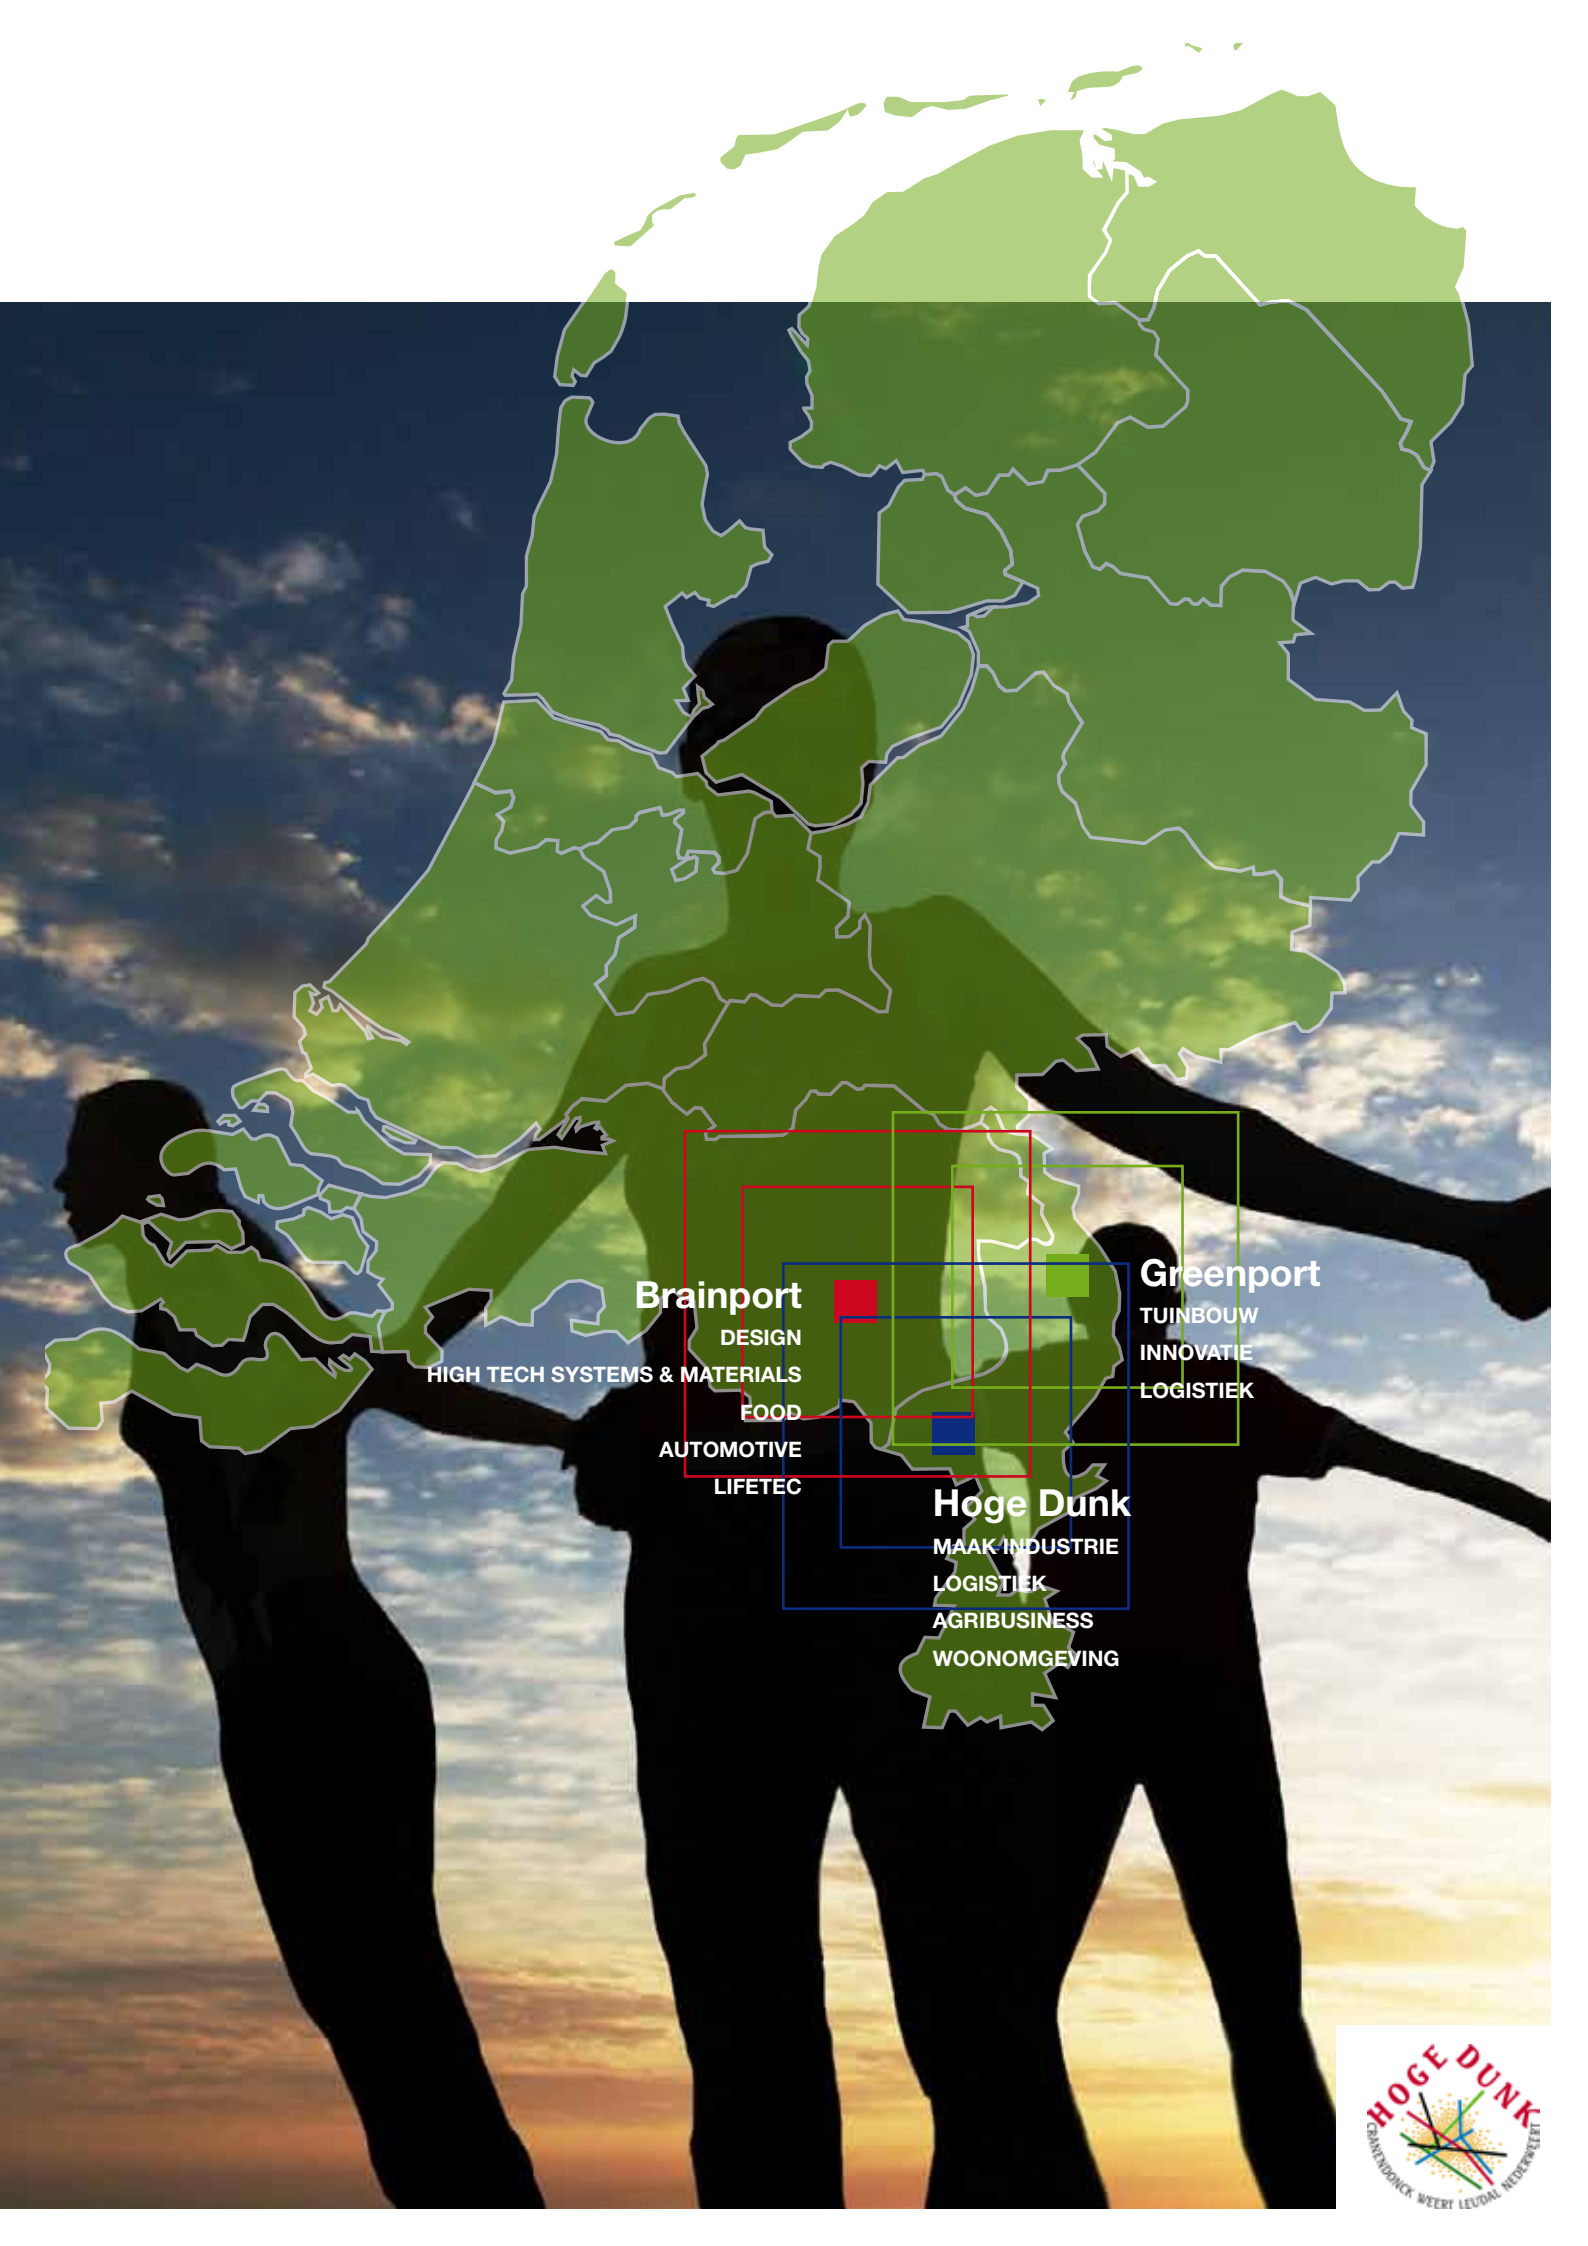 Brainport
DESIGN
HIGH TECH SYSTEMS & MATERIALS
FOOD
AUTOMOTIVE
LIFETEC
Greenport
TUINBOUW
INNOVATIE
LOGISTIEK
Hoge Dunk
MAAK INDUSTRIE
LOGISTIEK
AGRIBUSINESS
WOONOMGEVING
HOGE DUNK
CRANENDONCK WEERT LEUDAL NEDERWEERT